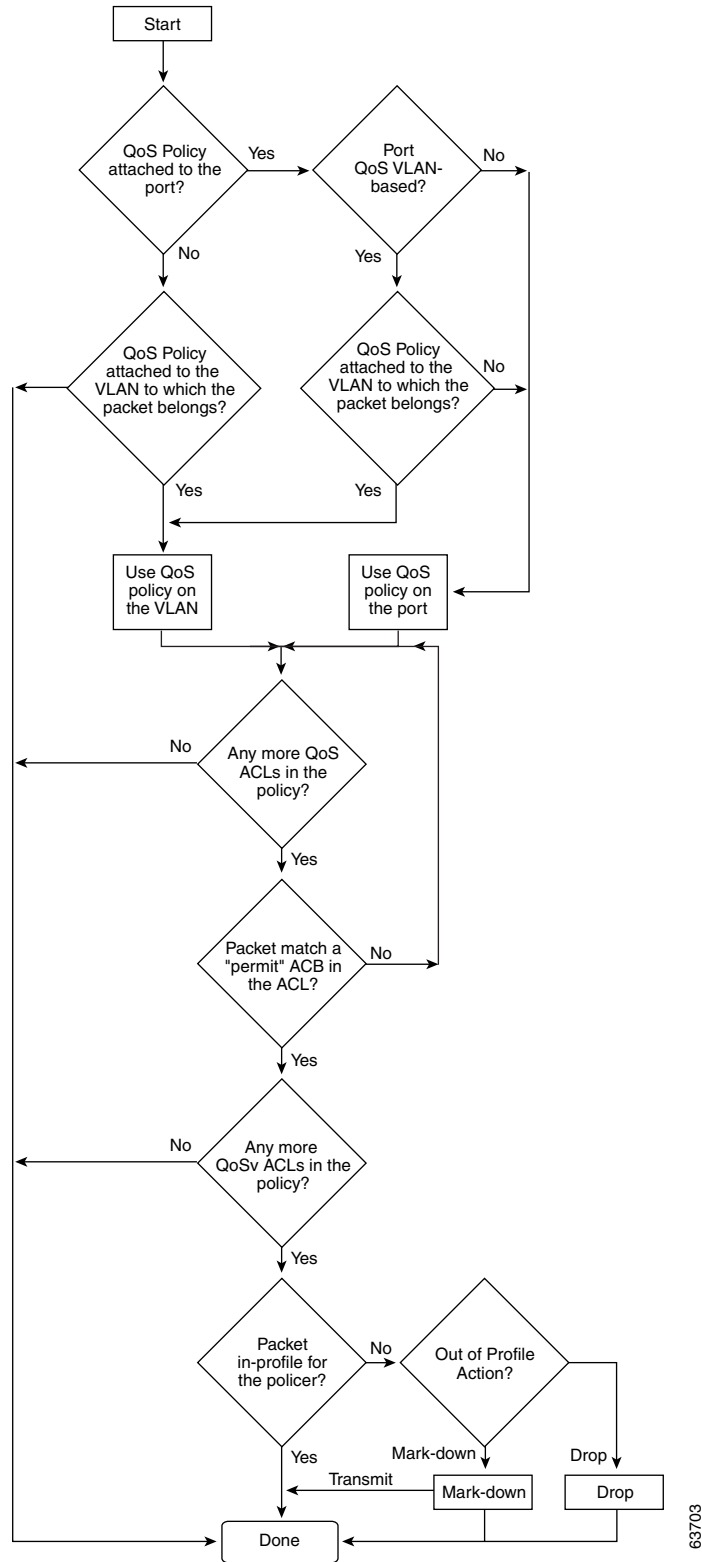 Start
QoS Policy
attached to the
port?
Yes
Port
QoS VLAN-
based?
No
No
Yes
QoS Policy
attached to the
VLAN to which the
packet belongs?
QoS Policy
attached to the
VLAN to which the
packet belongs?
No
Yes
Yes
Use QoS
policy on
the VLAN
Use QoS
policy on
the port
No
Any more QoS
ACLs in the
policy?
Yes
Packet match a
"permit" ACB in
the ACL?
No
Yes
No
Any more
QoSv ACLs in the
policy?
Yes
Packet
in-profile for
the policer?
No
Out of Profile
Action?
Yes
Mark-down
Drop
Transmit
Mark-down
Drop
Done
63703